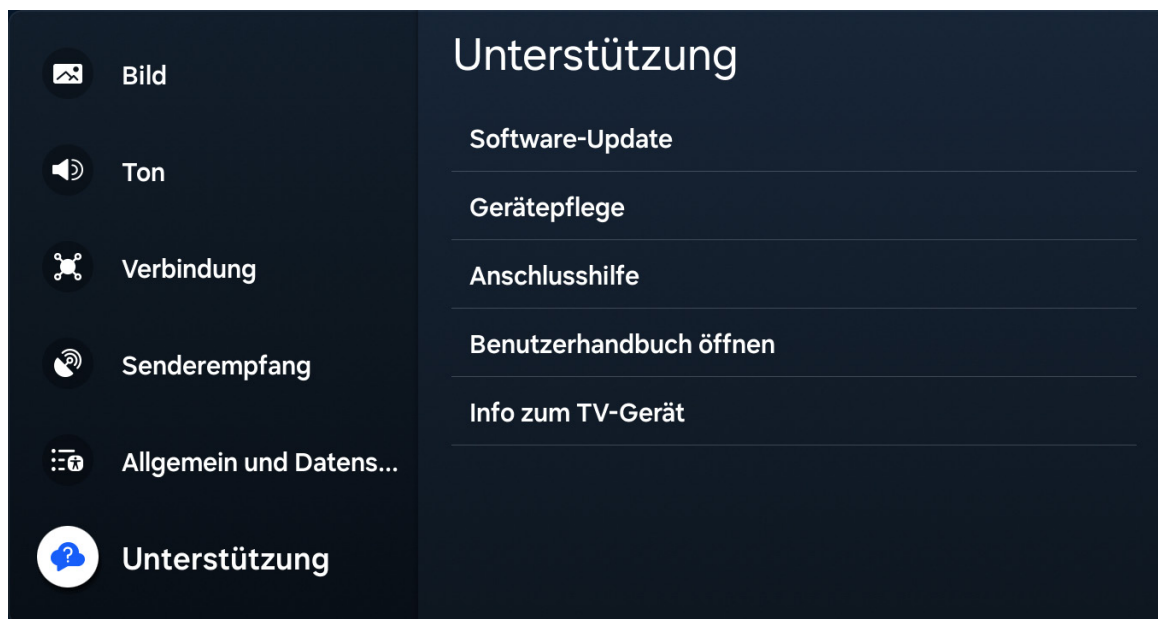 Bild
Ton
Verbindung
Senderempfang
Allgemein und Datens...
Unterstützung
Unterstützung
Software-Update
Gerätepflege
Anschlusshilfe
Benutzerhandbuch öffnen
Info zum TV-Gerät